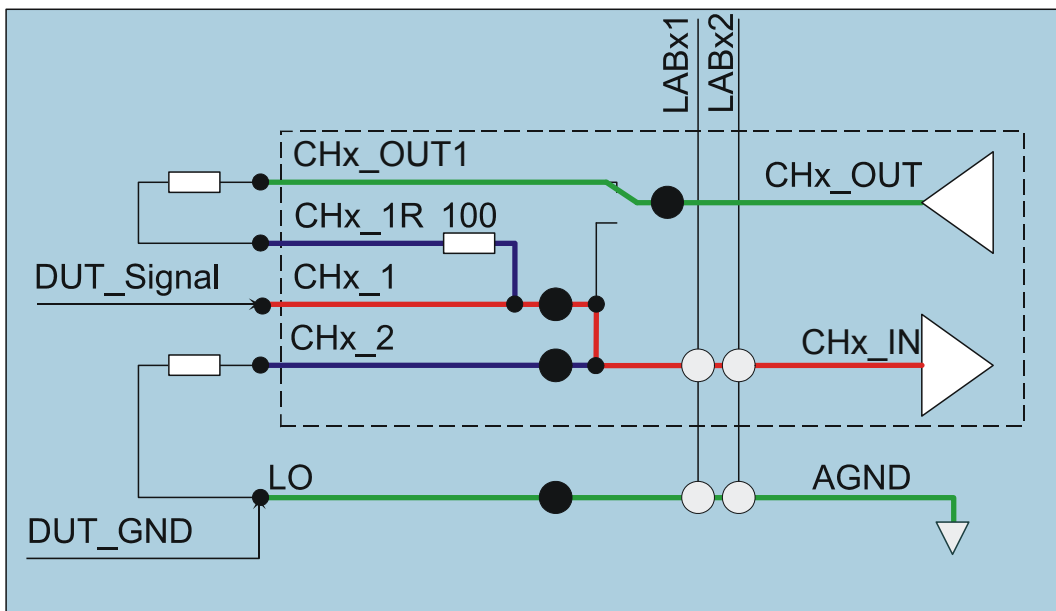 LABx1
LABx2
CHx_OUT1
CHx_OUT
CHx_1R 100
DUT_Signal
CHx_1
CHx_2
CHx_IN
LO
AGND
DUT_GND